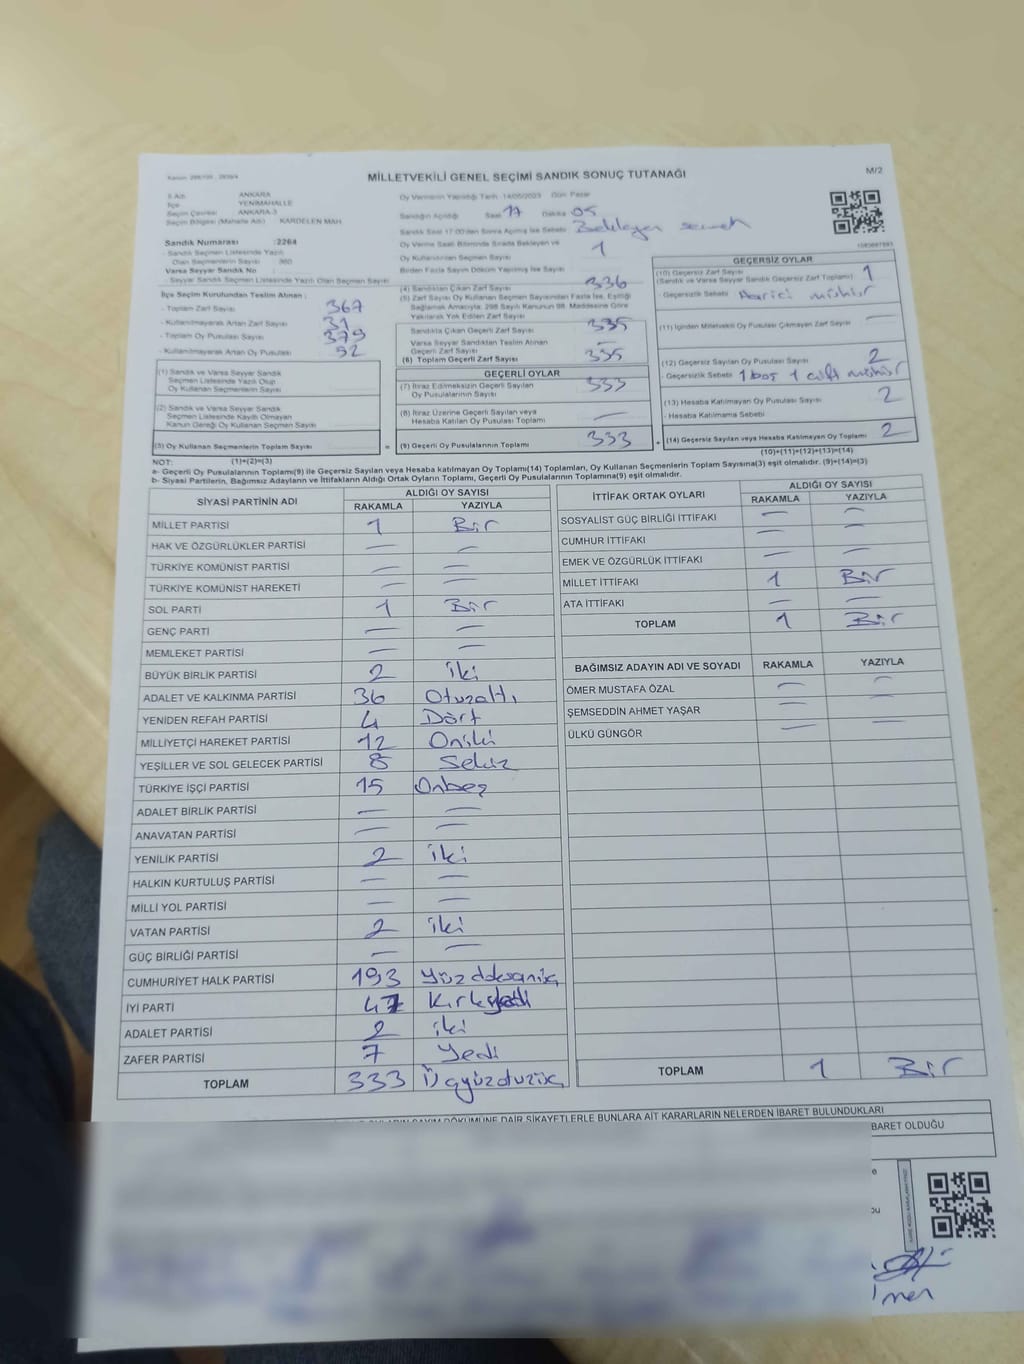 MİLLETVEKİLİ GENEL SEÇİMİ SANDIK SONUÇ TUTANAĞI
M/2
İl Adı ANKARA
İlçe YENİMAHALLE
Seçim Çevresi ANKARA-3
Seçim Bölgesi (Mahalle Adı) KARDELEN MAH
Oy Vermenin Yapıldığı Tarih 14/05/2023 Gün Pazar
Sandığın Açıldığı Saat 17 Dakika 05
Sandık Saat 17:00'den Sonra Açılmış İse Sebebi Bekleyen
Oy Verme Saati Bitiminde Sırada Bekleyen ve
Oy Kullandırılan Seçmen Sayısı 1
Birden Fazla Sayım Döküm Yapılmış İse Sayısı
Sandık Numarası :2264
- Sandık Seçmen Listesinde Yazılı
Olan Seçmenlerin Sayısı : 360
Varsa Seyyar Sandık No :
- Seyyar Sandık Seçmen Listesinde Yazılı Olan Seçmen Sayısı
İlçe Seçim Kurulundan Teslim Alınan :
- Toplam Zarf Sayısı 367
- Kullanılmayarak Artan Zarf Sayısı 31
- Toplam Oy Pusulası Sayısı 379
- Kullanılmayarak Artan Oy Pusulası
(1) Sandık ve Varsa Seyyar Sandık
Seçmen Listesinde Yazılı Olup
Oy Kullanan Seçmenlerin Sayısı
(2) Sandık ve Varsa Seyyar Sandık
Seçmen Listesinde Kayıtlı Olmayan
Kanun Gereği Oy Kullanan Seçmen Sayısı
(3) Oy Kullanan Seçmenlerin Toplam Sayısı
(1)+(2)=(3)
(4) Sandıktan Çıkan Zarf Sayısı 336
(5) Zarf Sayısı Oy Kullanan Seçmen Sayısından Fazla İse, Eşitliği
Sağlamak Amacıyla, 298 Sayılı Kanunun 98. Maddesine Göre
Yakılarak Yok Edilen Zarf Sayısı
Sandıkta Çıkan Geçerli Zarf Sayısı 335
Varsa Seyyar Sandıktan Teslim Alınan
Geçerli Zarf Sayısı —
(6) Toplam Geçerli Zarf Sayısı 335
GEÇERLİ OYLAR
(7) İtiraz Edilmeksizin Geçerli Sayılan
Oy Pusulalarının Sayısı 333
(8) İtiraz Üzerine Geçerli Sayılan veya
Hesaba Katılan Oy Pusulası Sayısı —
= (9) Geçerli Oy Pusulalarının Toplamı 333
GEÇERSİZ OYLAR
(10) Geçersiz Zarf Sayısı
(Sandık ve Varsa Seyyar Sandık Geçersiz Zarf Toplamı) 1
- Geçersizlik Sebebi Harici mühür
(11) İçinden Milletvekili Oy Pusulası Çıkmayan Zarf Sayısı —
(12) Geçersiz Sayılan Oy Pusulası Sayısı 2
- Geçersizlik Sebebi 1 boş 1 çift mühür
(13) Hesaba Katılmayan Oy Pusulası Sayısı 2
- Hesaba Katılmama Sebebi
+ (14) Geçersiz Sayılan veya Hesaba Katılmayan Oy Toplamı 2
(10)+(11)+(12)+(13)=(14)
NOT:
a- Geçerli Oy Pusulaları Toplamı(9) ile Geçersiz Sayılan veya Hesaba katılmayan Oy Toplamı(14) Toplamları, Oy Kullanan Seçmenlerin Toplam Sayısına(3) eşit olmalıdır. (9)+(14)=(3)
b- Siyasi Partilerin, Bağımsız Adayların ve İttifakların Aldığı Ortak Oyların Toplamı, Geçerli Oy Pusulalarının Toplamına(9) eşit olmalıdır.
SİYASİ PARTİNİN ADI ALDIĞI OY SAYISI
RAKAMLA YAZIYLA
MİLLET PARTİSİ 1 Bir
HAK VE ÖZGÜRLÜKLER PARTİSİ — —
TÜRKİYE KOMÜNİST PARTİSİ — —
TÜRKİYE KOMÜNİST HAREKETİ — —
SOL PARTİ 1 Bir
GENÇ PARTİ — —
MEMLEKET PARTİSİ — —
BÜYÜK BİRLİK PARTİSİ 2 İki
ADALET VE KALKINMA PARTİSİ 36 Otuzaltı
YENİDEN REFAH PARTİSİ 4 Dört
MİLLİYETÇİ HAREKET PARTİSİ 12 Oniki
YEŞİLLER VE SOL GELECEK PARTİSİ 8 Sekiz
TÜRKİYE İŞÇİ PARTİSİ 15 Onbeş
ADALET BİRLİK PARTİSİ — —
ANAVATAN PARTİSİ — —
YENİLİK PARTİSİ 2 İki
HALKIN KURTULUŞ PARTİSİ — —
MİLLİ YOL PARTİSİ — —
VATAN PARTİSİ 2 İki
GÜÇ BİRLİĞİ PARTİSİ — —
CUMHURİYET HALK PARTİSİ 193 Yüzdoksanüç
İYİ PARTİ 47 Kırkyedi
ADALET PARTİSİ 2 İki
ZAFER PARTİSİ 7 Yedi
TOPLAM 333
İTTİFAK ORTAK OYLARI ALDIĞI OY SAYISI
RAKAMLA YAZIYLA
SOSYALİST GÜÇ BİRLİĞİ İTTİFAKI — —
CUMHUR İTTİFAKI — —
EMEK VE ÖZGÜRLÜK İTTİFAKI — —
MİLLET İTTİFAKI 1 Bir
ATA İTTİFAKI — —
TOPLAM 1 Bir
BAĞIMSIZ ADAYIN ADI VE SOYADI RAKAMLA YAZIYLA
ÖMER MUSTAFA ÖZAL — —
ŞEMSEDDİN AHMET YAŞAR — —
ÜLKÜ GÜNGÖR — —
TOPLAM 1 Bir
DÖKÜMÜNE DAİR ŞİKAYETLERLE BUNLARA AİT KARARLARIN NELERDEN İBARET BULUNDUKLARI
BARET OLDUĞU